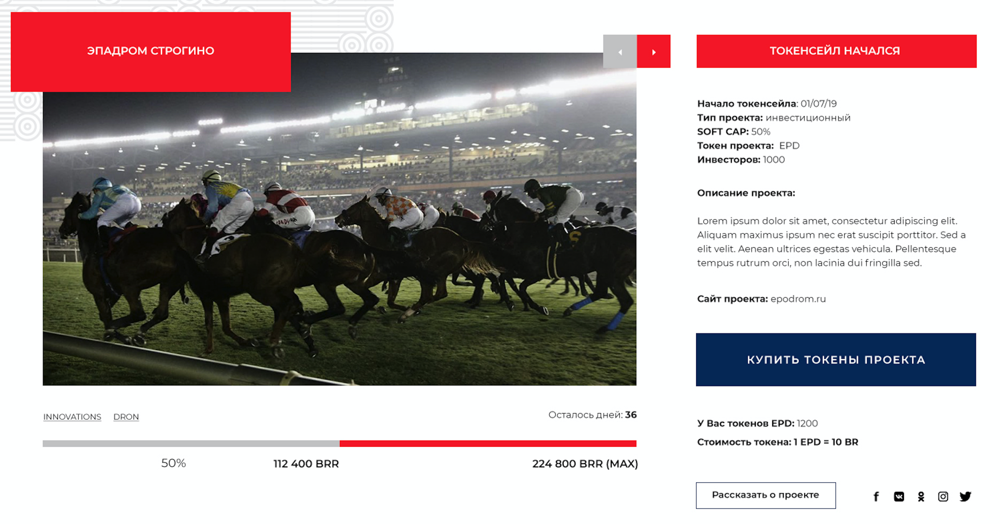 ЭПАДРОМ СТРОГИНО
ТОКЕНСЕЙЛ НАЧАЛСЯ
Начало токенсейла: 01/07/19
Тип проекта: инвестиционный
SOFT CAP: 50%
Токен проекта: EPD
Инвесторов: 1000
Описание проекта:
Lorem ipsum dolor sit amet, consectetur adipiscing elit.
Aliquam maximus ipsum nec erat suscipit porttitor. Sed a
elit velit. Aenean ultrices egestas vehicula. Pellentesque
tempus rutrum orci, non lacinia dui fringilla sed.
Сайт проекта: epodrom.ru
КУПИТЬ ТОКЕНЫ ПРОЕКТА
INNOVATIONS DRON
Осталось дней: 36
50% 112 400 BRR 224 800 BRR (MAX)
У Вас токенов EPD: 1200
Стоимость токена: 1 EPD = 10 BR
Рассказать о проекте